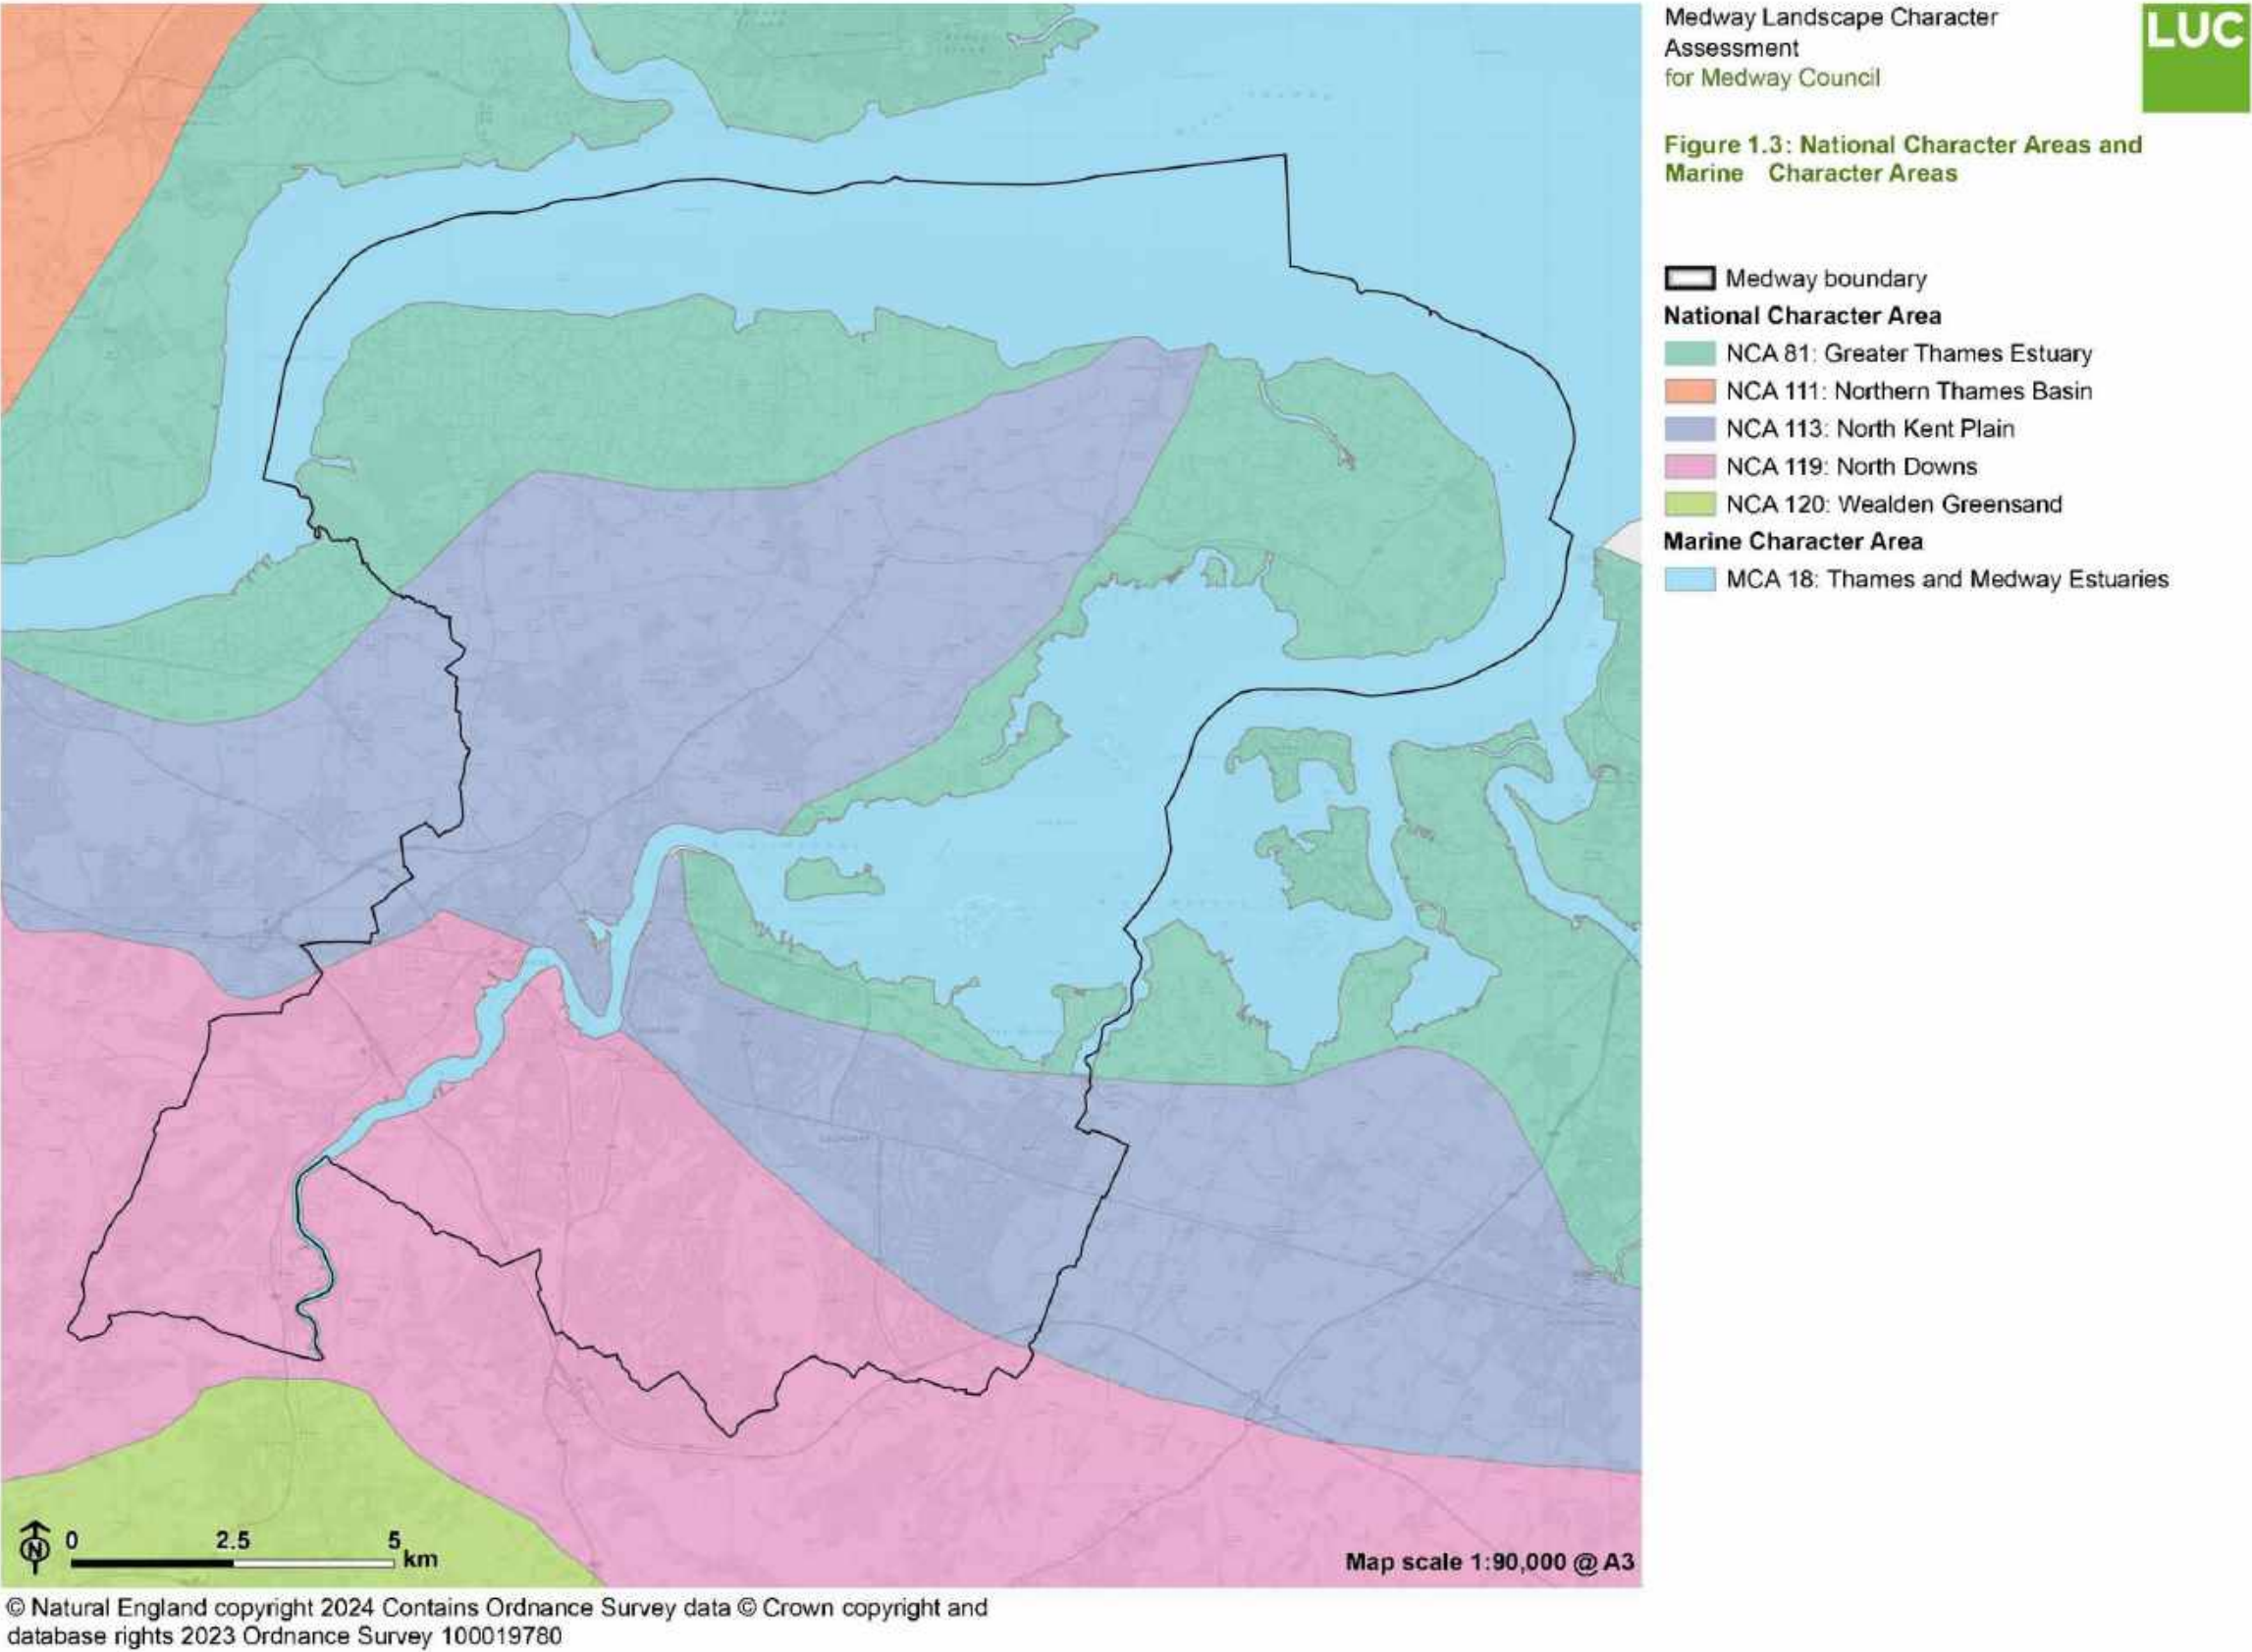 Medway Landscape Character
Assessment
for Medway Council
LUC
Figure 1.3: National Character Areas and
Marine Character Areas
Medway boundary
National Character Area
NCA 81: Greater Thames Estuary
NCA 111: Northern Thames Basin
NCA 113: North Kent Plain
NCA 119: North Downs
NCA 120: Wealden Greensand
Marine Character Area
MCA 18: Thames and Medway Estuaries
N
0 2.5 5
km
Map scale 1:90,000 @ A3
© Natural England copyright 2024 Contains Ordnance Survey data © Crown copyright and
database rights 2023 Ordnance Survey 100019780